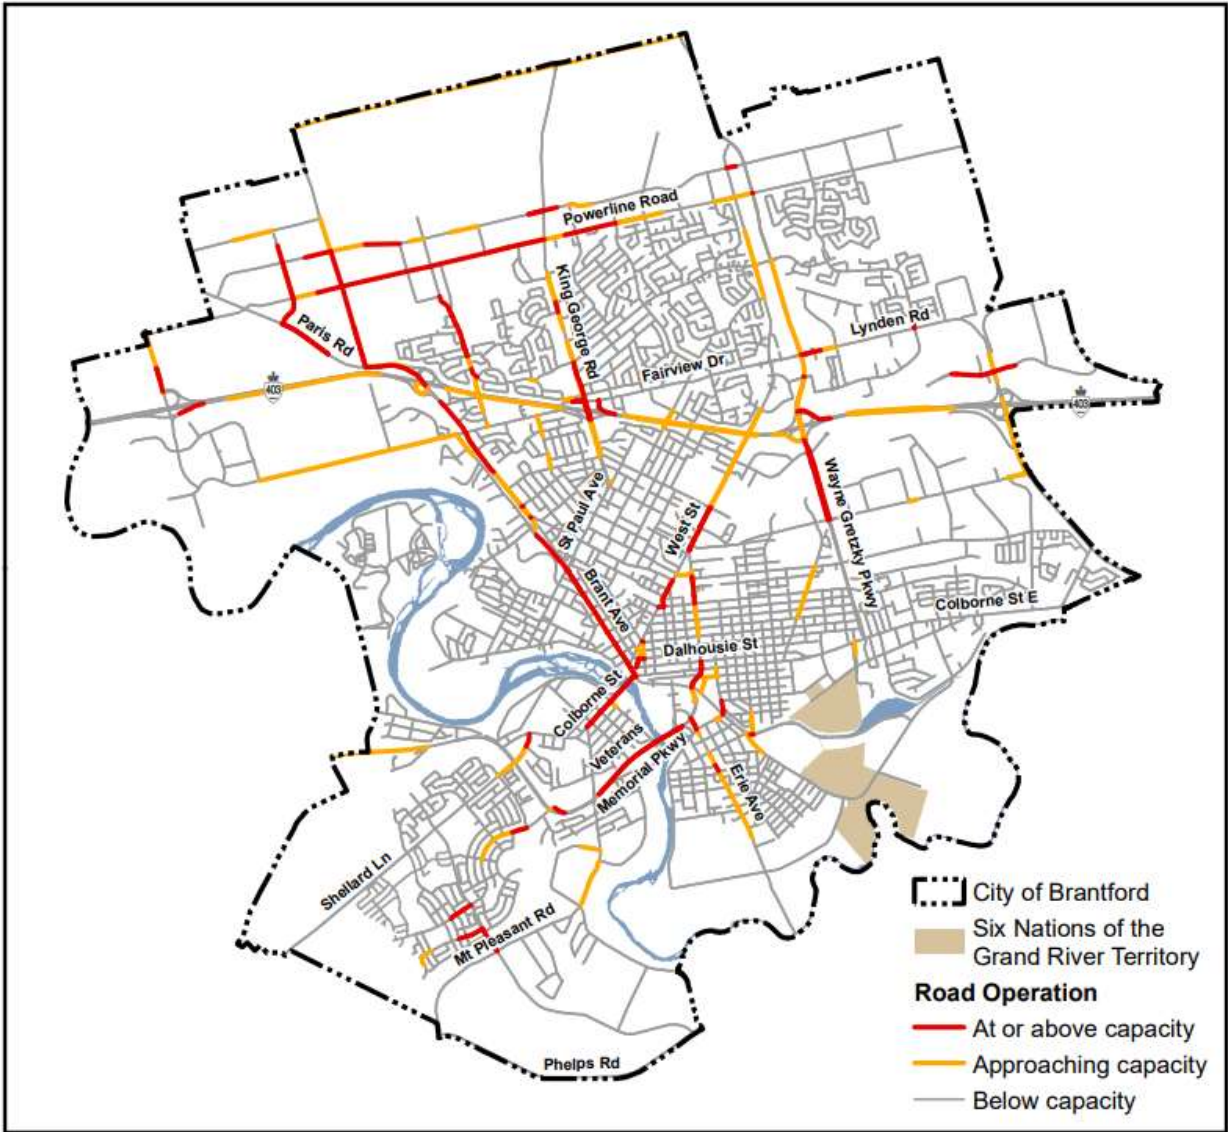 Powerline Road
King George Rd
Paris Rd
Lynden Rd
Fairview Dr
403
403
St Paul Ave
West St
Wayne Gretzky Pkwy
Brant Ave
Colborne St E
Dalhousie St
Colborne St
Veterans
Memorial Pkwy
Erie Ave
Shellard Ln
Mt Pleasant Rd
Phelps Rd
City of Brantford
Six Nations of the
Grand River Territory
Road Operation
At or above capacity
Approaching capacity
Below capacity